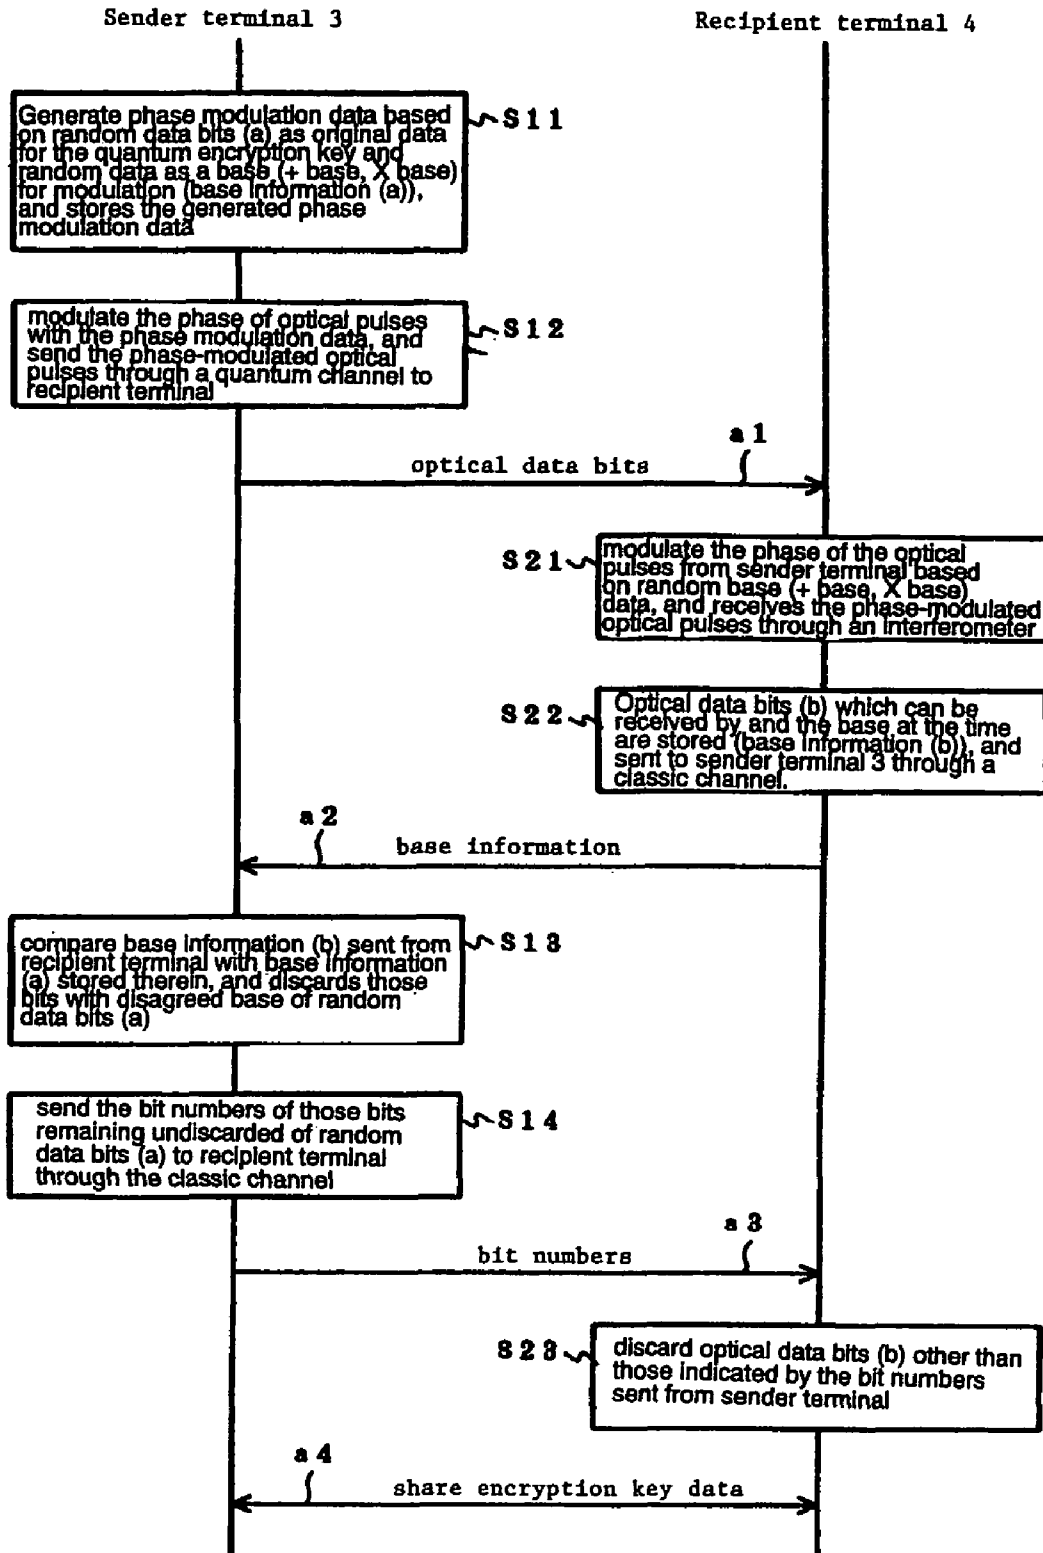 Sender terminal 3
Recipient terminal 4
Generate phase modulation data based
on random data bits (a) as original data
for the quantum encryption key and
random data as a base (+ base, X base)
for modulation (base information (a)),
and stores the generated phase
modulation data
S11
modulate the phase of optical pulses
with the phase modulation data, and
send the phase-modulated optical
pulses through a quantum channel to
recipient terminal
S12
a1
optical data bits
S21
modulate the phase of the optical
pulses from sender terminal based
on random base (+ base, X base)
data, and receives the phase-modulated
optical pulses through an interferometer
S22
Optical data bits (b) which can be
received by and the base at the time
are stored (base information (b)), and
sent to sender terminal 3 through a
classic channel.
a2
base information
compare base information (b) sent from
recipient terminal with base information
(a) stored therein, and discards those
bits with disagreed base of random
data bits (a)
S13
send the bit numbers of those bits
remaining undiscarded of random
data bits (a) to recipient terminal
through the classic channel
S14
a3
bit numbers
S23
discard optical data bits (b) other than
those indicated by the bit numbers
sent from sender terminal
a4
share encryption key data